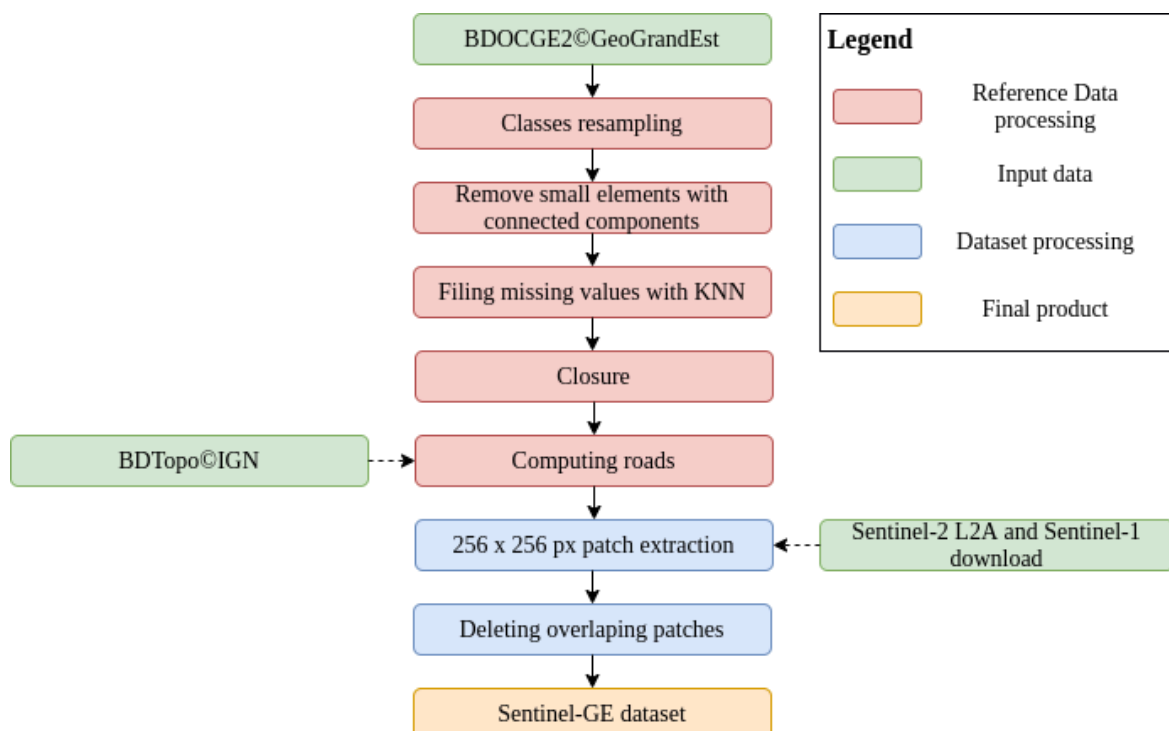 BDOCGE2©GeoGrandEst
Classes resampling
Remove small elements with
connected components
Filing missing values with KNN
Closure
BDTopo©IGN
Computing roads
256 x 256 px patch extraction
Sentinel-2 L2A and Sentinel-1
download
Deleting overlaping patches
Sentinel-GE dataset
Legend
Reference Data
processing
Input data
Dataset processing
Final product